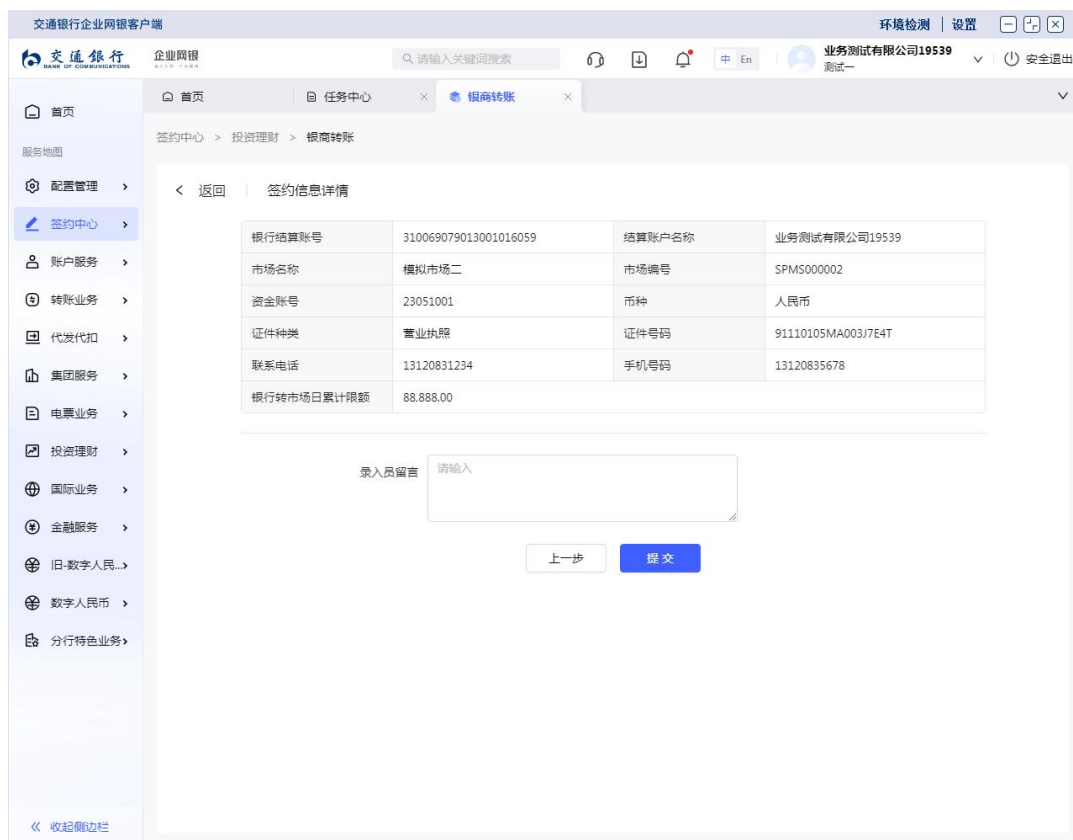 交通银行企业网银客户端 环境检测 | 设置
交通銀行 BANK OF COMMUNICATIONS 企业网银 请输入关键词搜索 中 En 业务测试有限公司19539 测试一 安全退出
首页 首页 任务中心 银商转账
服务地图 签约中心 > 投资理财 > 银商转账
配置管理
签约中心
账户服务
转账业务
代发代扣
集团服务
电票业务
投资理财
国际业务
金融服务
旧-数字人民...
数字人民币
分行特色业务
收起侧边栏
返回 签约信息详情
银行结算账号 310069079013001016059 结算账户名称 业务测试有限公司19539
市场名称 模拟市场二 市场编号 SPMS000002
资金账号 23051001 币种 人民币
证件种类 营业执照 证件号码 91110105MA003J7E4T
联系电话 13120831234 手机号码 13120835678
银行转市场日累计限额 88,888.00
录入员留言 请输入
上一步 提交